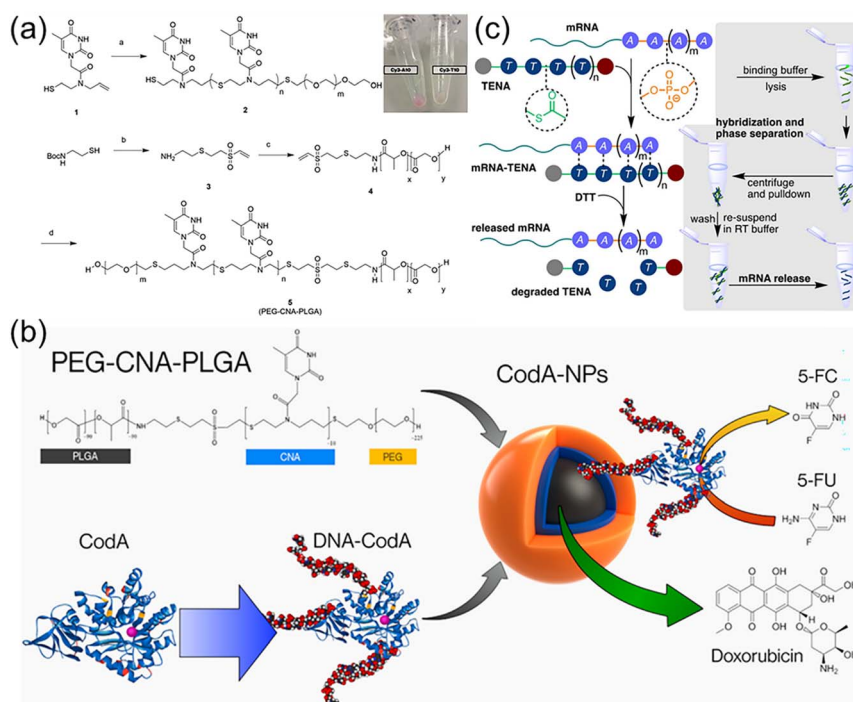 (a)
a
1
2
Cy3-A10
Cy3-T10
b
c
3
4
d
5
(PEG-CNA-PLGA)
(c)
mRNA
TENA
mRNA-TENA
DTT
released mRNA
degraded TENA
binding buffer
lysis
hybridization and
phase separation
centrifuge
and pulldown
wash
re-suspend
in RT buffer
mRNA release
(b)
PEG-CNA-PLGA
PLGA
CNA
PEG
CodA
DNA-CodA
CodA-NPs
5-FC
5-FU
Doxorubicin